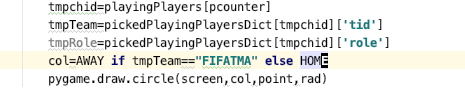 tmpchid=playingPlayers[pcounter]
tmpTeam=pickedPlayingPlayersDict[tmpchid]['tid']
tmpRole=pickedPlayingPlayersDict[tmpchid]['role']
col=AWAY if tmpTeam=="FIFATMA" else HOME
pygame.draw.circle(screen,col,point,rad)